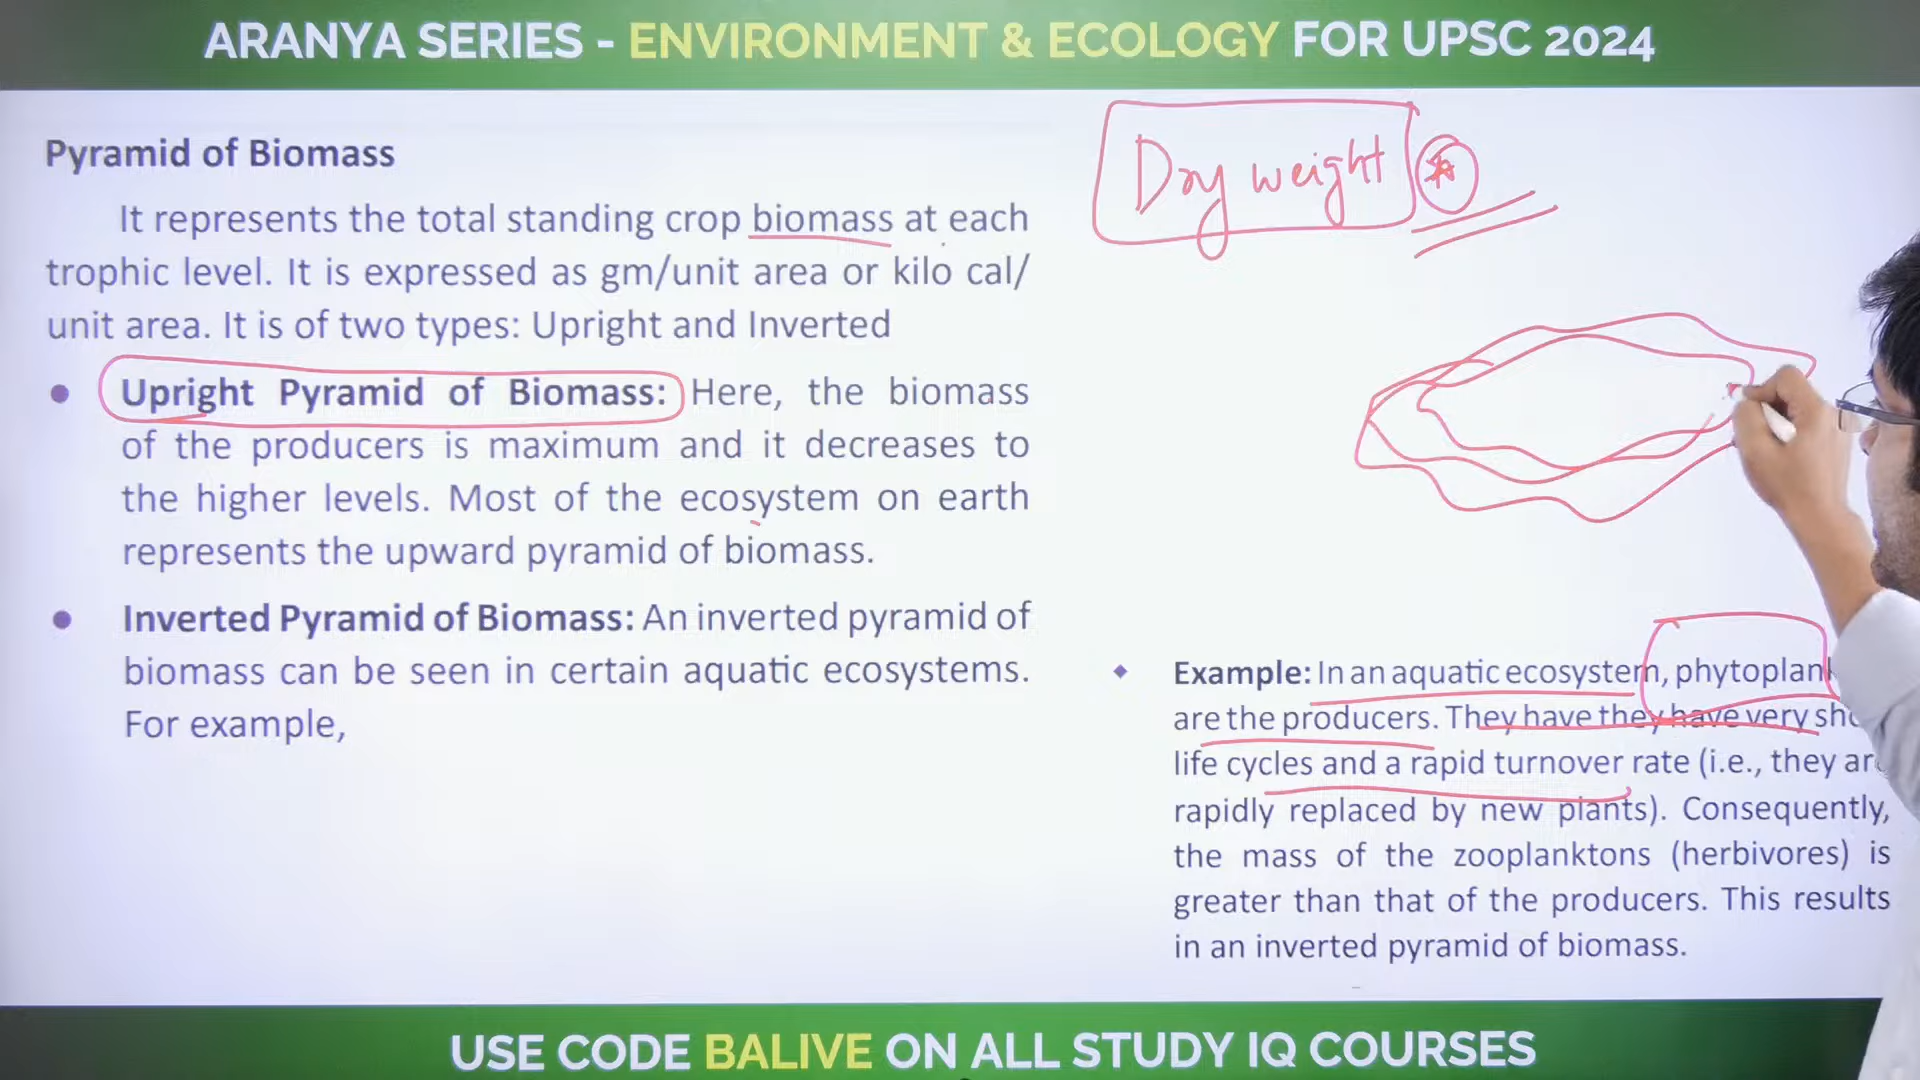 ARANYA SERIES - ENVIRONMENT & ECOLOGY FOR UPSC 2024
Pyramid of Biomass
It represents the total standing crop biomass at each
trophic level. It is expressed as gm/unit area or kilo cal/
unit area. It is of two types: Upright and Inverted
• Upright Pyramid of Biomass: Here, the biomass
of the producers is maximum and it decreases to
the higher levels. Most of the ecosystem on earth
represents the upward pyramid of biomass.
• Inverted Pyramid of Biomass: An inverted pyramid of
biomass can be seen in certain aquatic ecosystems.
For example,
Dry weight
Example: In an aquatic ecosystem, phytoplan
are the producers. They have they have very sho
life cycles and a rapid turnover rate (i.e., they are
rapidly replaced by new plants). Consequently,
the mass of the zooplanktons (herbivores) is
greater than that of the producers. This results
in an inverted pyramid of biomass.
USE CODE BALIVE ON ALL STUDY IQ COURSES